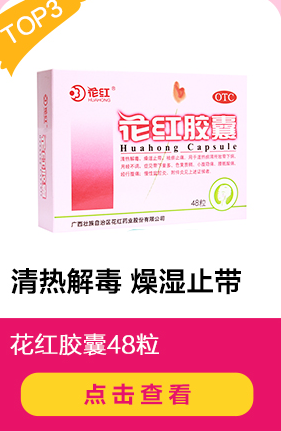 TOP3
花红®
HUAHONG
OTC
花红胶囊
Huahong Capsule
48粒
广西壮族自治区花红药业股份有限公司
清热解毒 燥湿止带
花红胶囊48粒
点击查看